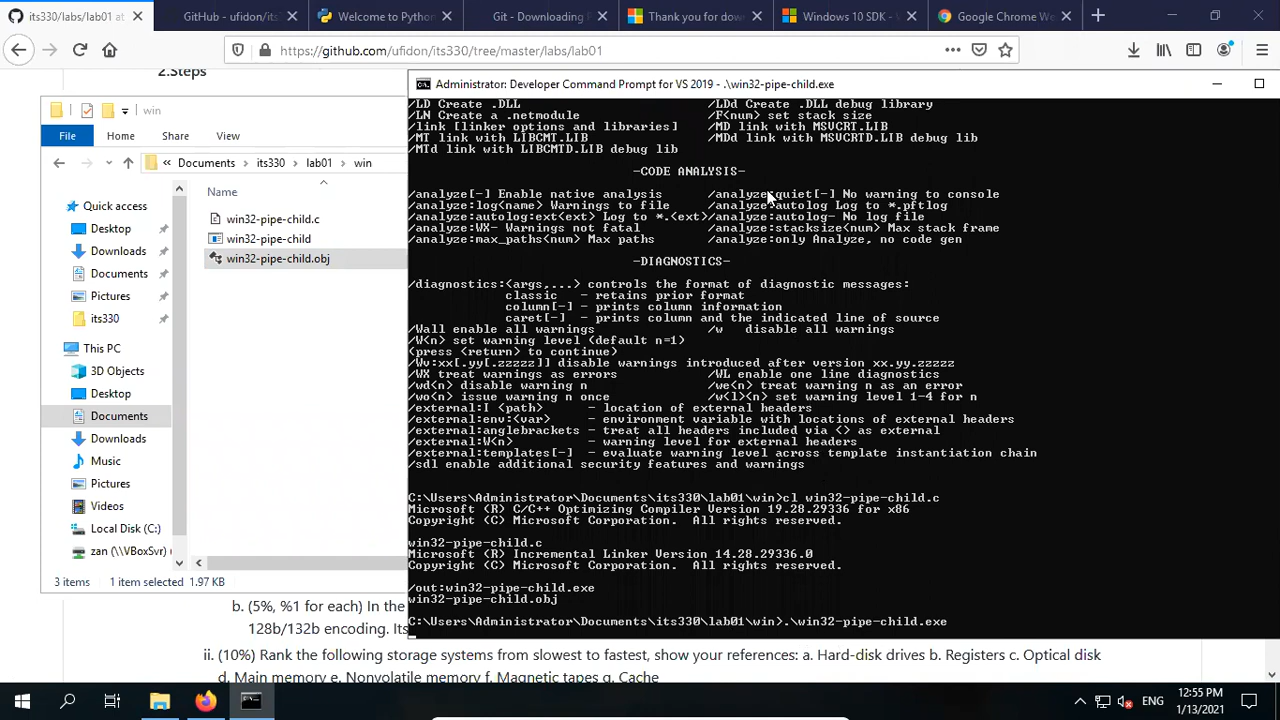 its330/labs/lab01 at
GitHub - ufidon/its
Welcome to Python
Git - Downloading P
Thank you for dow
Windows 10 SDK -
Google Chrome We
https://github.com/ufidon/its330/tree/master/labs/lab01
2.Steps
win
File
Home
Share
View
Documents
its330
lab01
win
Name
Quick access
Desktop
Downloads
Documents
Pictures
its330
This PC
3D Objects
Desktop
Documents
Downloads
Music
Pictures
Videos
Local Disk (C:)
zan (\\VBoxSvr)
win32-pipe-child.c
win32-pipe-child
win32-pipe-child.obj
3 items
1 item selected 1.97 KB
Administrator: Developer Command Prompt for VS 2019 - .\win32-pipe-child.exe
/LD Create .DLL /LDd Create .DLL debug library
/LN Create a .netmodule /F<num> set stack size
/link [linker options and libraries] /MD link with MSVCRT.LIB
/MT link with LIBCMT.LIB /MDd link with MSVCRTD.LIB debug lib
/MTd link with LIBCMTD.LIB debug lib
-CODE ANALYSIS-
/analyze[-] Enable native analysis /analyze:quiet[-] No warning to console
/analyze:log<name> Warnings to file /analyze:autolog Log to *.pftlog
/analyze:autolog:ext<ext> Log to *.<ext>/analyze:autolog- No log file
/analyze:WX- Warnings not fatal /analyze:stacksize<num> Max stack frame
/analyze:max_paths<num> Max paths /analyze:only Analyze, no code gen
-DIAGNOSTICS-
/diagnostics:<args,...> controls the format of diagnostic messages:
classic - retains prior format
column[-] - prints column information
caret[-] - prints column and the indicated line of source
/Wall enable all warnings /w disable all warnings
/W<n> set warning level (default n=1)
(press <return> to continue)
/Wv:xx[.yy[.zzzzz]] disable warnings introduced after version xx.yy.zzzzz
/WX treat warnings as errors /WL enable one line diagnostics
/wd<n> disable warning n /we<n> treat warning n as an error
/wo<n> issue warning n once /w<l><n> set warning level 1-4 for n
/external:I <path> - location of external headers
/external:env:<var> - environment variable with locations of external headers
/external:anglebrackets - treat all headers included via <> as external
/external:W<n> - warning level for external headers
/external:templates[-] - evaluate warning level across template instantiation chain
/sdl enable additional security features and warnings
C:\Users\Administrator\Documents\its330\lab01\win>cl win32-pipe-child.c
Microsoft (R) C/C++ Optimizing Compiler Version 19.28.29336 for x86
Copyright (C) Microsoft Corporation. All rights reserved.
win32-pipe-child.c
Microsoft (R) Incremental Linker Version 14.28.29336.0
Copyright (C) Microsoft Corporation. All rights reserved.
/out:win32-pipe-child.exe
win32-pipe-child.obj
C:\Users\Administrator\Documents\its330\lab01\win>.\win32-pipe-child.exe
b. (5%, %1 for each) In the
128b/132b encoding. Its
ii. (10%) Rank the following storage systems from slowest to fastest, show your references: a. Hard-disk drives b. Registers c. Optical disk
d. Main memory e. Nonvolatile memory f. Magnetic tapes g. Cache
ENG
12:55 PM
1/13/2021